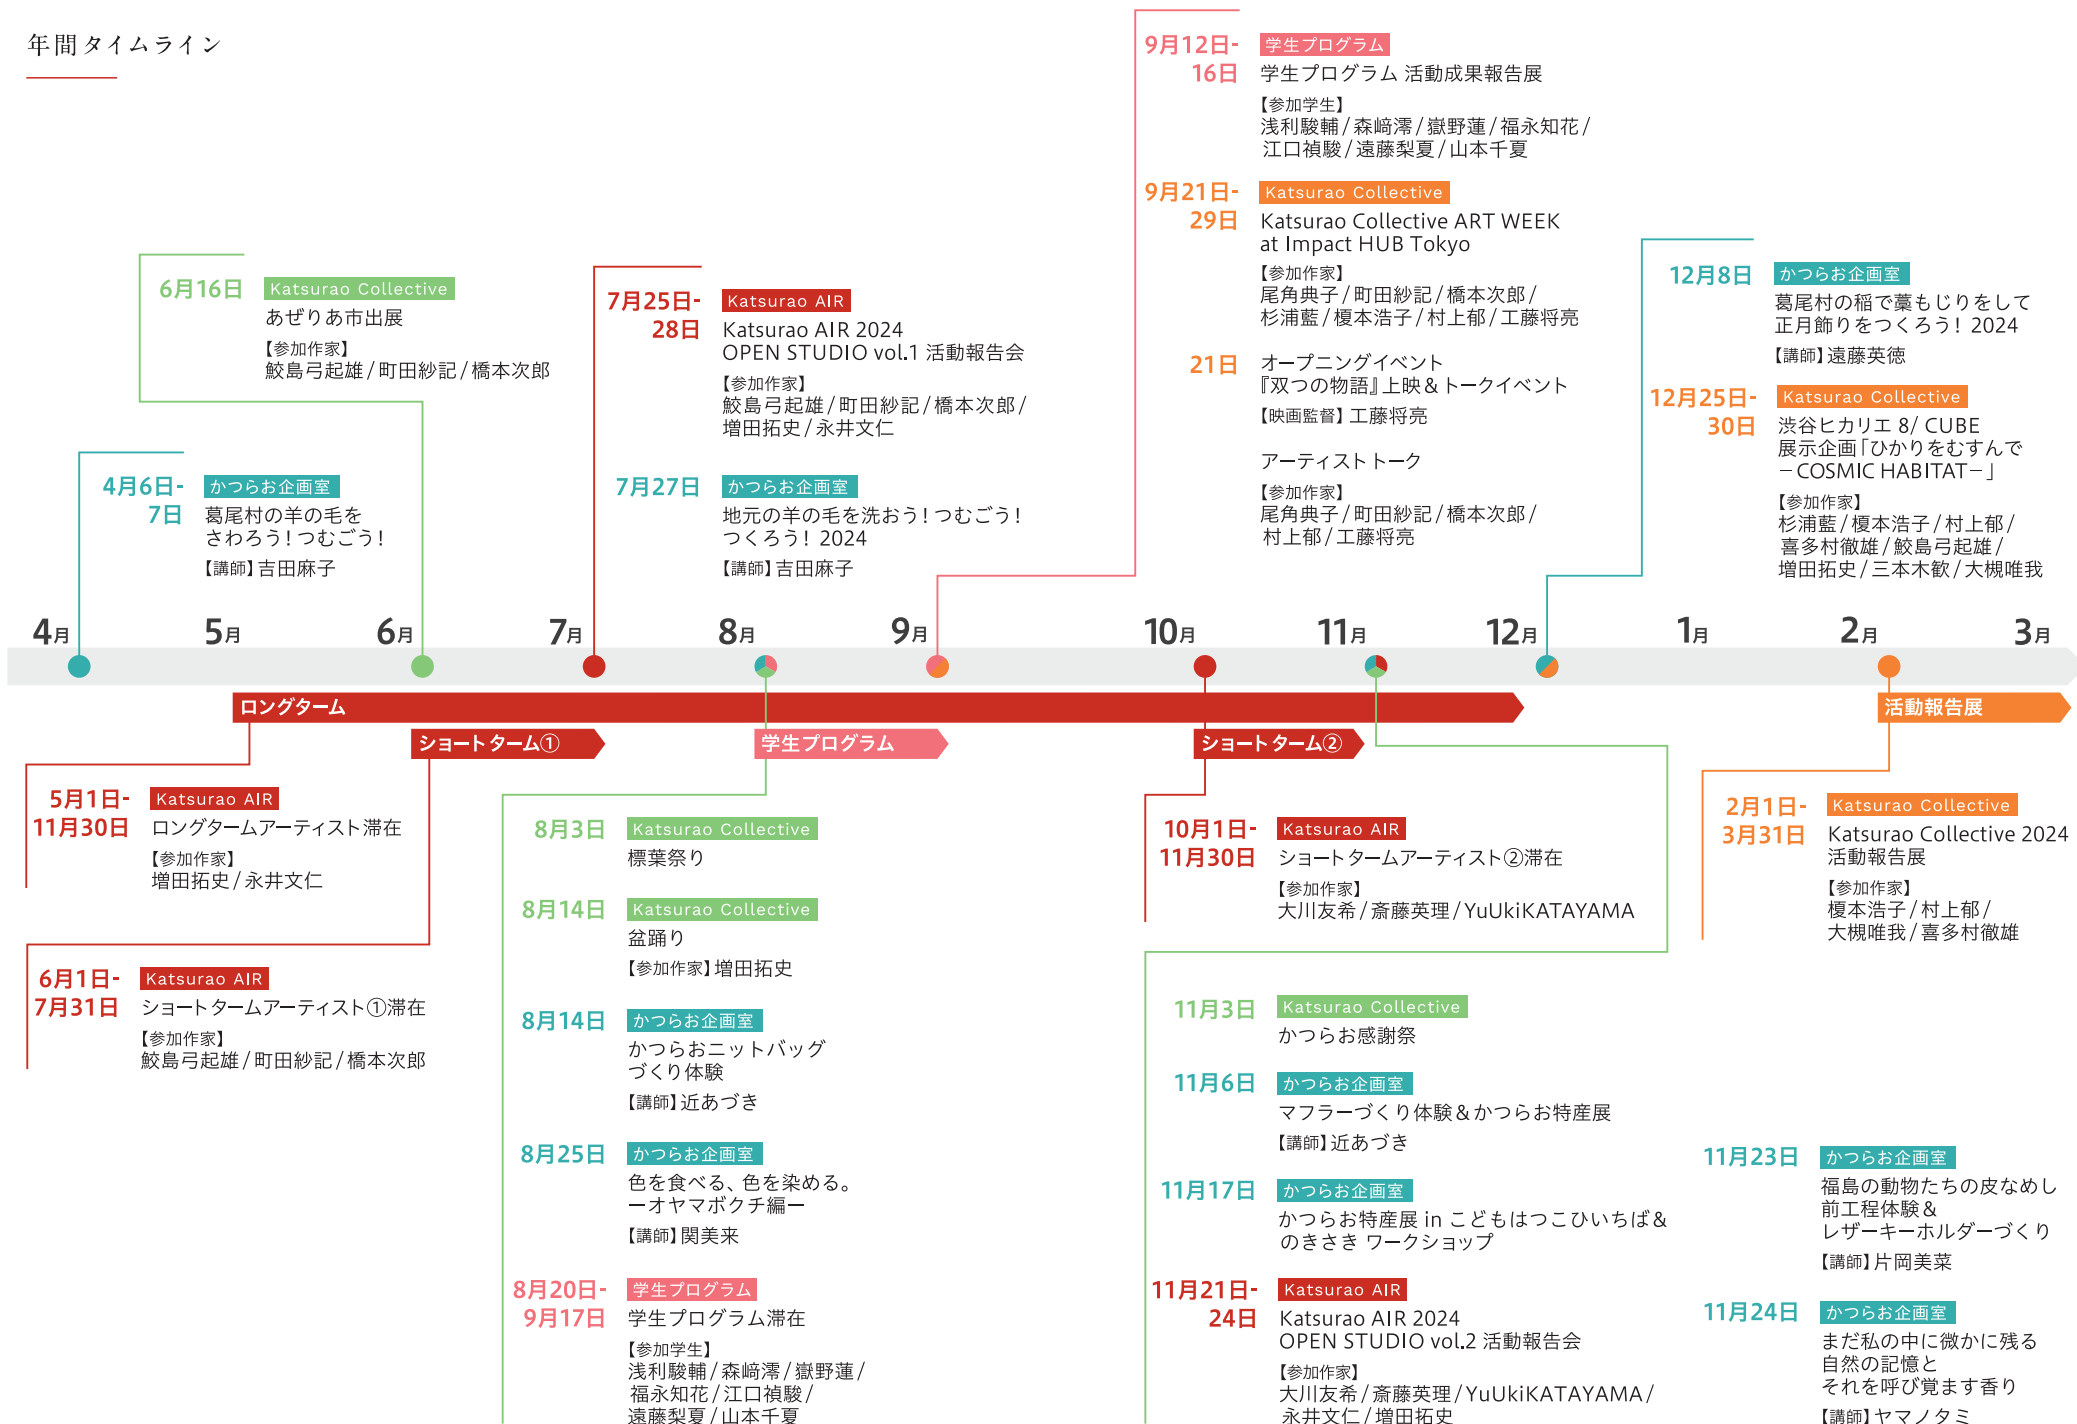 年間タイムライン
4月6日-
7日
かつらお企画室
葛尾村の羊の毛を
さわろう！つむごう！
【講師】吉田麻子
6月16日
Katsurao Collective
あぜりあ市出展
【参加作家】
鮫島弓起雄/町田紗記/橋本次郎
7月25日-
28日
Katsurao AIR
Katsurao AIR 2024
OPEN STUDIO vol.1 活動報告会
【参加作家】
鮫島弓起雄/町田紗記/橋本次郎/
増田拓史/永井文仁
7月27日
かつらお企画室
地元の羊の毛を洗おう！つむごう！
つくろう！2024
【講師】吉田麻子
9月12日-
16日
学生プログラム
学生プログラム 活動成果報告展
【参加学生】
浅利駿輔/森﨑澪/嶽野蓮/福永知花/
江口禎駿/遠藤梨夏/山本千夏
9月21日-
29日
Katsurao Collective
Katsurao Collective ART WEEK
at Impact HUB Tokyo
【参加作家】
尾角典子/町田紗記/橋本次郎/
杉浦藍/榎本浩子/村上郁/工藤将亮
21日
オープニングイベント
『双つの物語』上映＆トークイベント
【映画監督】工藤将亮
アーティストトーク
【参加作家】
尾角典子/町田紗記/橋本次郎/
村上郁/工藤将亮
12月8日
かつらお企画室
葛尾村の稲で藁もじりをして
正月飾りをつくろう！2024
【講師】遠藤英徳
12月25日-
30日
Katsurao Collective
渋谷ヒカリエ 8/ CUBE
展示企画「ひかりをむすんで
－COSMIC HABITAT－」
【参加作家】
杉浦藍/榎本浩子/村上郁/
喜多村徹雄/鮫島弓起雄/
増田拓史/三本木歓/大槻唯我
4月
5月
6月
7月
8月
9月
10月
11月
12月
1月
2月
3月
ロングターム
活動報告展
ショートターム①
学生プログラム
ショートターム②
5月1日-
11月30日
Katsurao AIR
ロングタームアーティスト滞在
【参加作家】
増田拓史/永井文仁
6月1日-
7月31日
Katsurao AIR
ショートタームアーティスト①滞在
【参加作家】
鮫島弓起雄/町田紗記/橋本次郎
8月3日
Katsurao Collective
標葉祭り
8月14日
Katsurao Collective
盆踊り
【参加作家】増田拓史
8月14日
かつらお企画室
かつらおニットバッグ
づくり体験
【講師】近あづき
8月25日
かつらお企画室
色を食べる、色を染める。
ーオヤマボクチ編ー
【講師】関美来
8月20日-
9月17日
学生プログラム
学生プログラム滞在
【参加学生】
浅利駿輔/森﨑澪/嶽野蓮/
福永知花/江口禎駿/
遠藤梨夏/山本千夏
10月1日-
11月30日
Katsurao AIR
ショートタームアーティスト②滞在
【参加作家】
大川友希/斎藤英理/YuUkiKATAYAMA
11月3日
Katsurao Collective
かつらお感謝祭
11月6日
かつらお企画室
マフラーづくり体験＆かつらお特産展
【講師】近あづき
11月17日
かつらお企画室
かつらお特産展 in こどもはつこひいちば＆
のきさき ワークショップ
11月21日-
24日
Katsurao AIR
Katsurao AIR 2024
OPEN STUDIO vol.2 活動報告会
【参加作家】
大川友希/斎藤英理/YuUkiKATAYAMA/
永井文仁/増田拓史
2月1日-
3月31日
Katsurao Collective
Katsurao Collective 2024
活動報告展
【参加作家】
榎本浩子/村上郁/
大槻唯我/喜多村徹雄
11月23日
かつらお企画室
福島の動物たちの皮なめし
前工程体験＆
レザーキーホルダーづくり
【講師】片岡美菜
11月24日
かつらお企画室
まだ私の中に微かに残る
自然の記憶と
それを呼び覚ます香り
【講師】ヤマノタミ